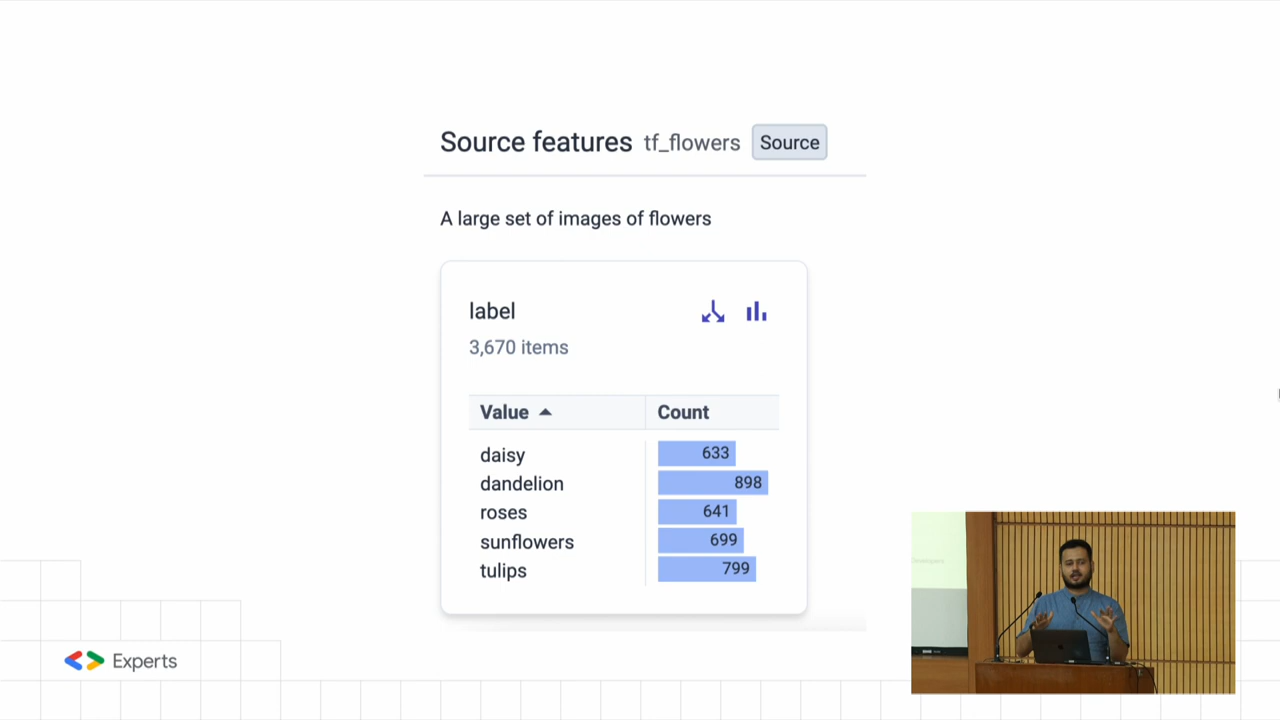 Source features tf_flowers Source
A large set of images of flowers
label
3,670 items
Value Count
daisy 633
dandelion 898
roses 641
sunflowers 699
tulips 799
Experts